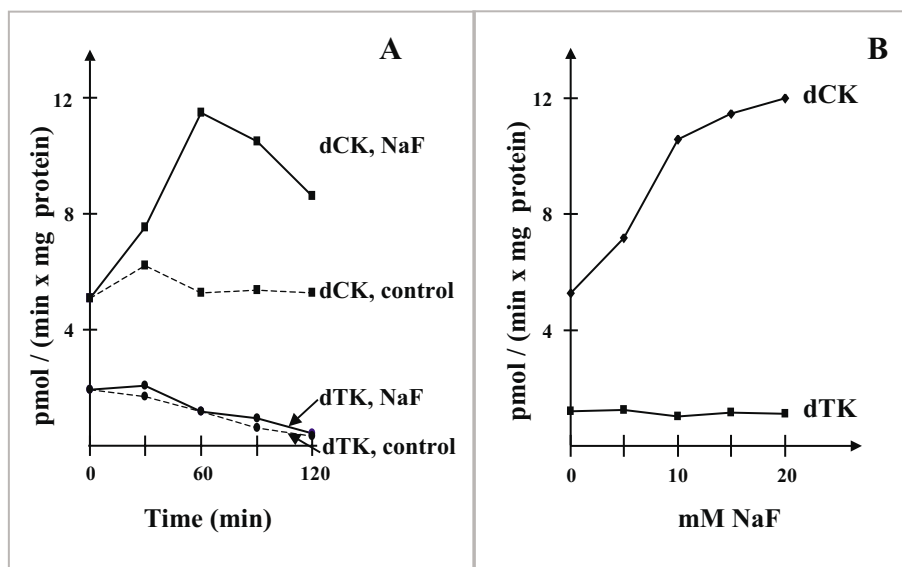 A
pmol / (min x mg protein)
12
8
4
dCK, NaF
dCK, control
dTK, NaF
dTK, control
0
60
120
Time (min)
B
pmol / (min x mg protein)
12
8
4
dCK
dTK
0
10
20
mM NaF